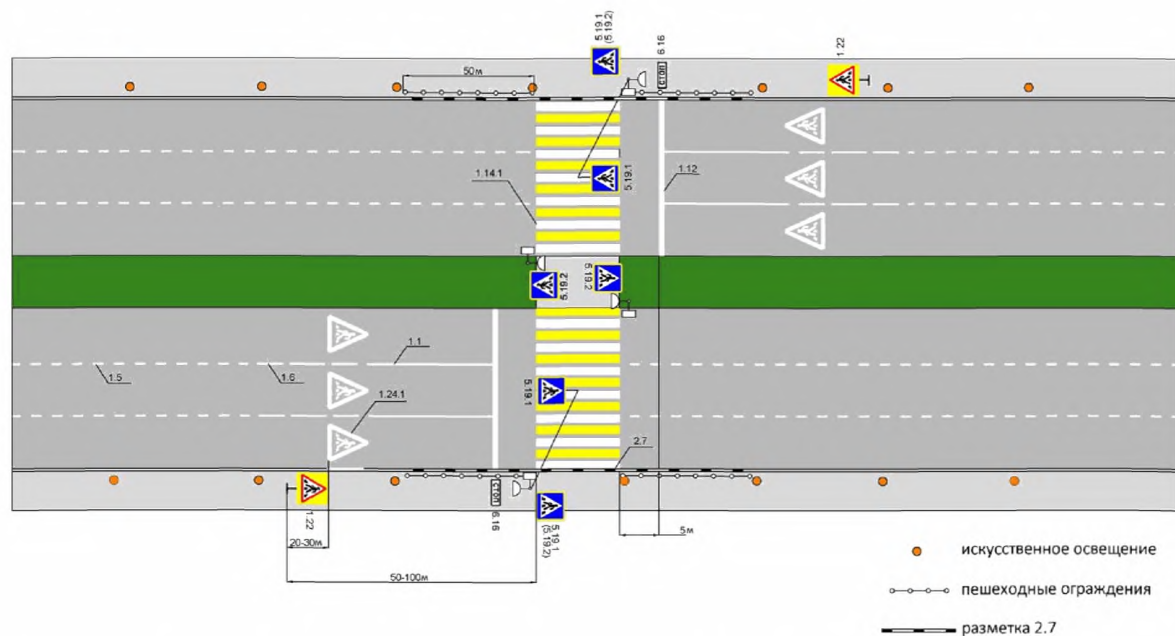 5.19.1
(5.19.2)
6.16
1.22
50м
СТОП
1.14.1
5.19.1
1.12
5.19.2
5.19.2
1.1
1.5
1.6
5.19.1
1.24.1
2.7
СТОП
1.22
6.16
5.19.1
(5.19.2)
20-30м
5м
50-100м
искусственное освещение
пешеходные ограждения
разметка 2.7